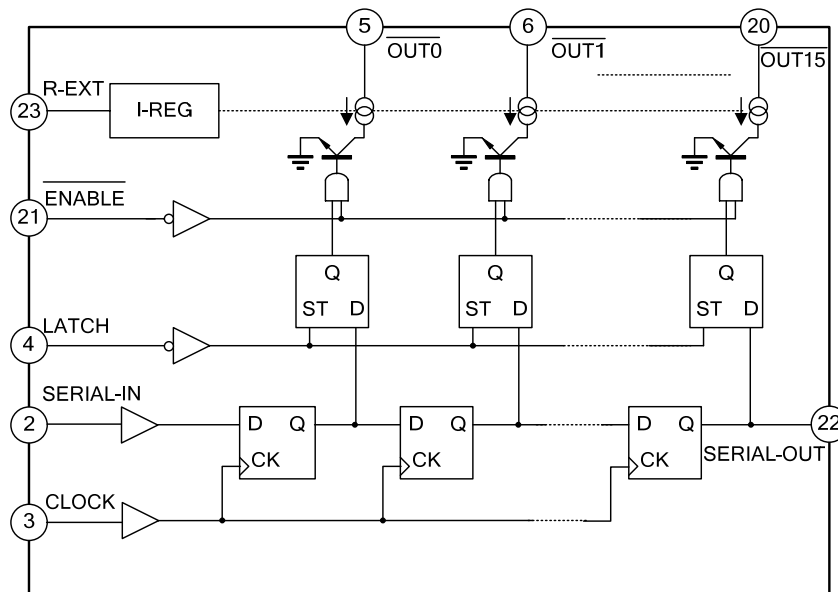 5 6 20
OUT0 OUT1 OUT15
R-EXT
23 I-REG
ENABLE
21
Q Q Q
ST D ST D ST D
LATCH
4
SERIAL-IN
2 D Q D Q D Q 22
CK CK CK SERIAL-OUT
CLOCK
3